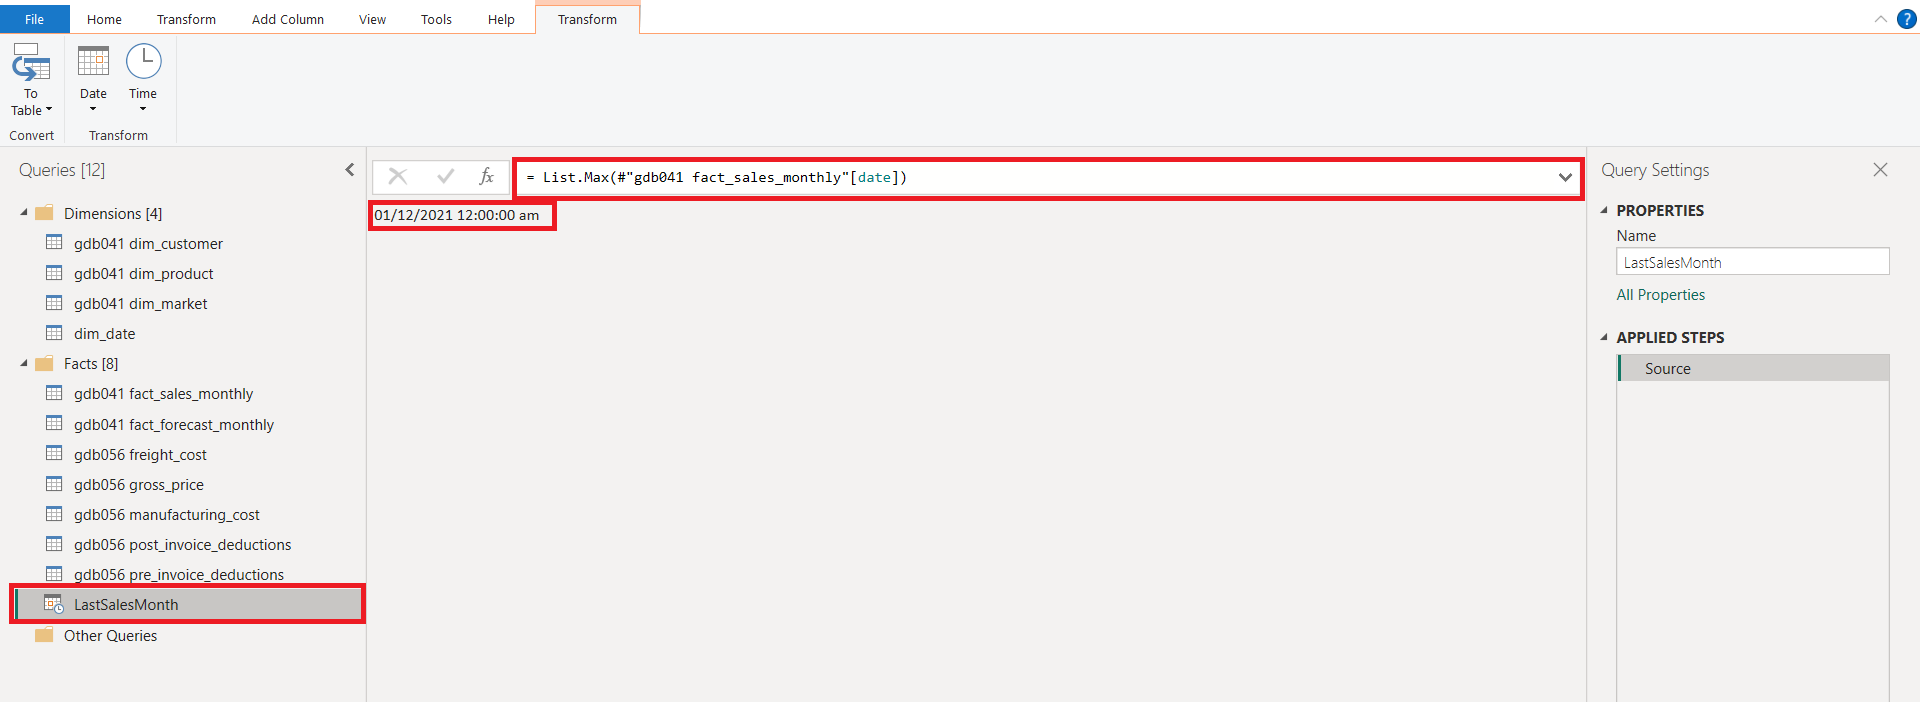 File Home Transform Add Column View Tools Help Transform ?
To Table Date Time
Convert Transform
Queries [12]
Dimensions [4]
gdb041 dim_customer
gdb041 dim_product
gdb041 dim_market
dim_date
Facts [8]
gdb041 fact_sales_monthly
gdb041 fact_forecast_monthly
gdb056 freight_cost
gdb056 gross_price
gdb056 manufacturing_cost
gdb056 post_invoice_deductions
gdb056 pre_invoice_deductions
LastSalesMonth
Other Queries
fx = List.Max(#"gdb041 fact_sales_monthly"[date])
01/12/2021 12:00:00 am
Query Settings
PROPERTIES
Name
LastSalesMonth
All Properties
APPLIED STEPS
Source